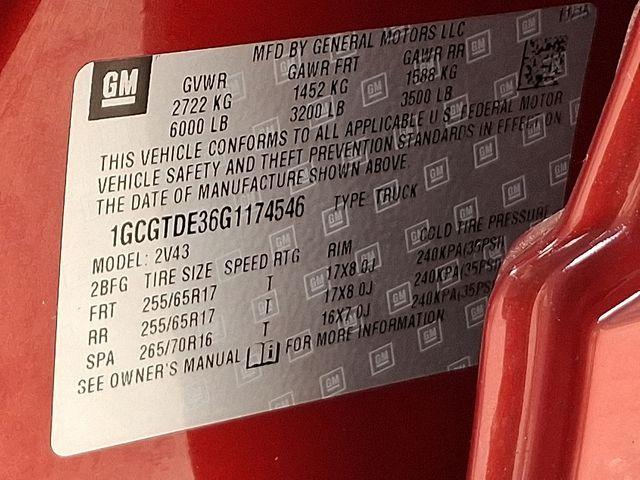 GM
MFD BY GENERAL MOTORS LLC
GVWR GAWR FRT GAWR RR
2722 KG 1452 KG 1588 KG
6000 LB 3200 LB 3500 LB
THIS VEHICLE CONFORMS TO ALL APPLICABLE U.S. FEDERAL MOTOR
VEHICLE SAFETY AND THEFT PREVENTION STANDARDS IN EFFECT ON
THE DATE OF MANUFACTURE SHOWN ABOVE.
1GCGTDE36G1174546 TYPE: TRUCK
MODEL: 2V43
2BFG TIRE SIZE SPEED RTG RIM COLD TIRE PRESSURE
FRT 255/65R17 T 17X8.0J 240KPA(35PSI)
RR 255/65R17 T 17X8.0J 240KPA(35PSI)
SPA 265/70R16 T 16X7.0J 240KPA(35PSI)
SEE OWNER'S MANUAL FOR MORE INFORMATION